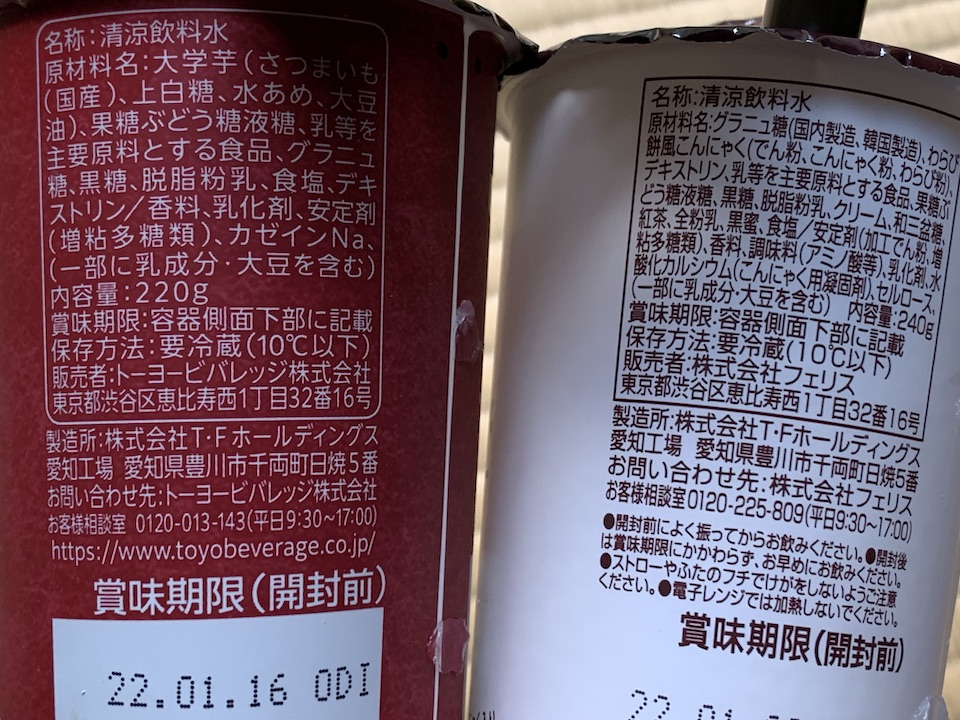 名称:清涼飲料水
原材料名:大学芋(さつまいも
(国産)、上白糖、水あめ、大豆
油)、果糖ぶどう糖液糖、乳等を
主要原料とする食品、グラニュ
糖、黒糖、脱脂粉乳、食塩、デキ
ストリン/香料、乳化剤、安定剤
(増粘多糖類)、カゼインNa、
(一部に乳成分・大豆を含む)
内容量:220g
賞味期限:容器側面下部に記載
保存方法:要冷蔵(10℃以下)
販売者:トーヨービバレッジ株式会社
東京都渋谷区恵比寿西1丁目32番16号
製造所:株式会社T・Fホールディングス
愛知工場 愛知県豊川市千両町日焼5番
お問い合わせ先:トーヨービバレッジ株式会社
お客様相談室 0120-013-143(平日9:30~17:00)
https://www.toyobeverage.co.jp/
賞味期限(開封前)
22.01.16 ODI
名称:清涼飲料水
原材料名:グラニュ糖(国内製造、韓国製造)、わらび
餅風こんにゃく(でん粉、こんにゃく粉、わらび粉)、
デキストリン、乳等を主要原料とする食品、果糖ぶ
どう糖液糖、黒糖、脱脂粉乳、クリーム、和三盆糖、
紅茶、全粉乳、黒蜜、食塩/安定剤(加工でん粉、増
粘多糖類)、香料、調味料(アミノ酸等)、乳化剤、水
酸化カルシウム(こんにゃく用凝固剤)、セルロース、
(一部に乳成分・大豆を含む) 内容量:240g
賞味期限:容器側面下部に記載
保存方法:要冷蔵(10℃以下)
販売者:株式会社フェリス
東京都渋谷区恵比寿西1丁目32番16号
製造所:株式会社T・Fホールディングス
愛知工場 愛知県豊川市千両町日焼5番
お問い合わせ先:株式会社フェリス
お客様相談室 0120-225-809(平日9:30~17:00)
●開封前によく振ってからお飲みください。●開封後
は賞味期限にかかわらず、お早めにお飲みください。
●ストローやふたのフチでけがをしないようご注意
ください。●電子レンジでは加熱しないでください。
賞味期限(開封前)
22.01